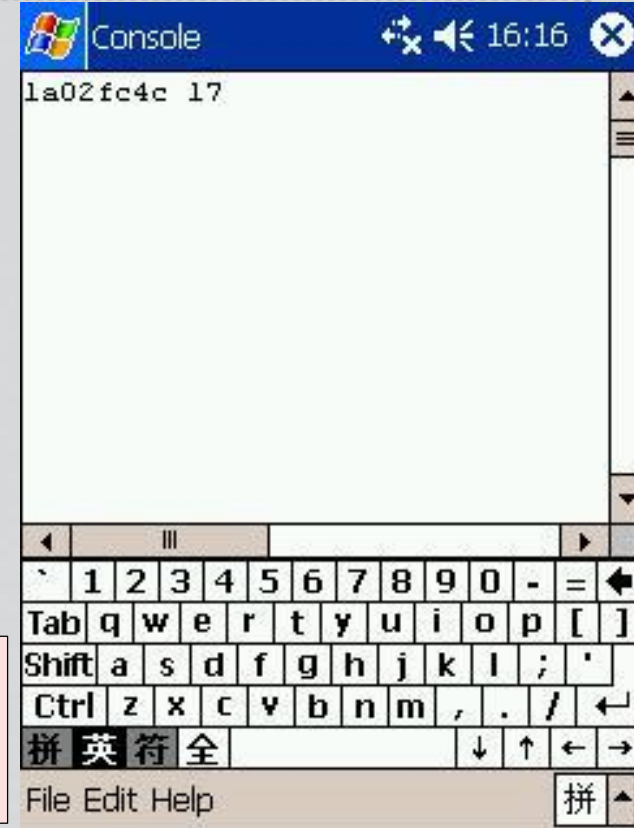 Console 16:16
1a02fc4c 17
` 1 2 3 4 5 6 7 8 9 0 - =
Tab q w e r t y u i o p [ ]
Shift a s d f g h j k l ; '
Ctrl z x c v b n m , . / ↵
拼 英 符 全 ↓ ↑ ← →
File Edit Help 拼